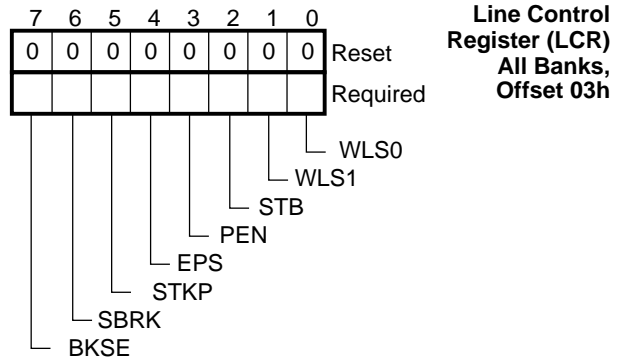 7 6 5 4 3 2 1 0
0 0 0 0 0 0 0 0 Reset
Required
Line Control
Register (LCR)
All Banks,
Offset 03h
WLS0
WLS1
STB
PEN
EPS
STKP
SBRK
BKSE